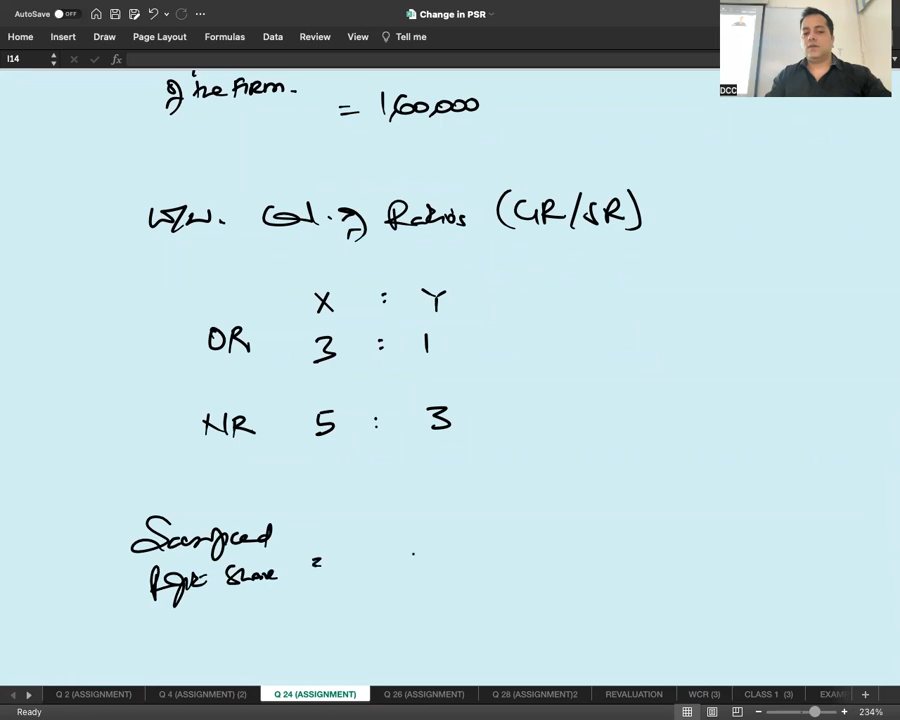 AutoSave OFF ... Change in PSR
Home Insert Draw Page Layout Formulas Data Review View Tell me
I14 fx
DCC
the FIRM.
= 1,60,000
W/N. Cal. of Ratios (GR/SR)
X : Y
OR 3 : 1
NR 5 : 3
Sacrificed
Profit Share =
Q 2 (ASSIGNMENT) Q 4 (ASSIGNMENT) (2) Q 24 (ASSIGNMENT) Q 26 (ASSIGNMENT) Q 28 (ASSIGNMENT)2 REVALUATION WCR (3) CLASS 1 (3) EXAM +
Ready 234%